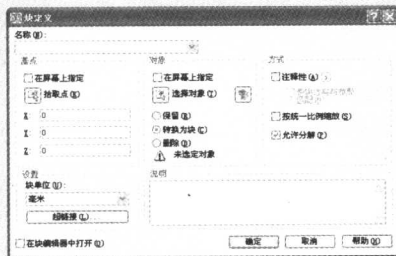 块定义
名称(N):
基点
在屏幕上指定
拾取点(K)
X: 0
Y: 0
Z: 0
对象
在屏幕上指定
选择对象(T)
保留(R)
转换为块(C)
删除(D)
未选定对象
方式
注释性(A)
按统一比例缩放(S)
允许分解(P)
设置
块单位(U):
毫米
超链接(L)...
说明
在块编辑器中打开(O)
确定
取消
帮助(H)